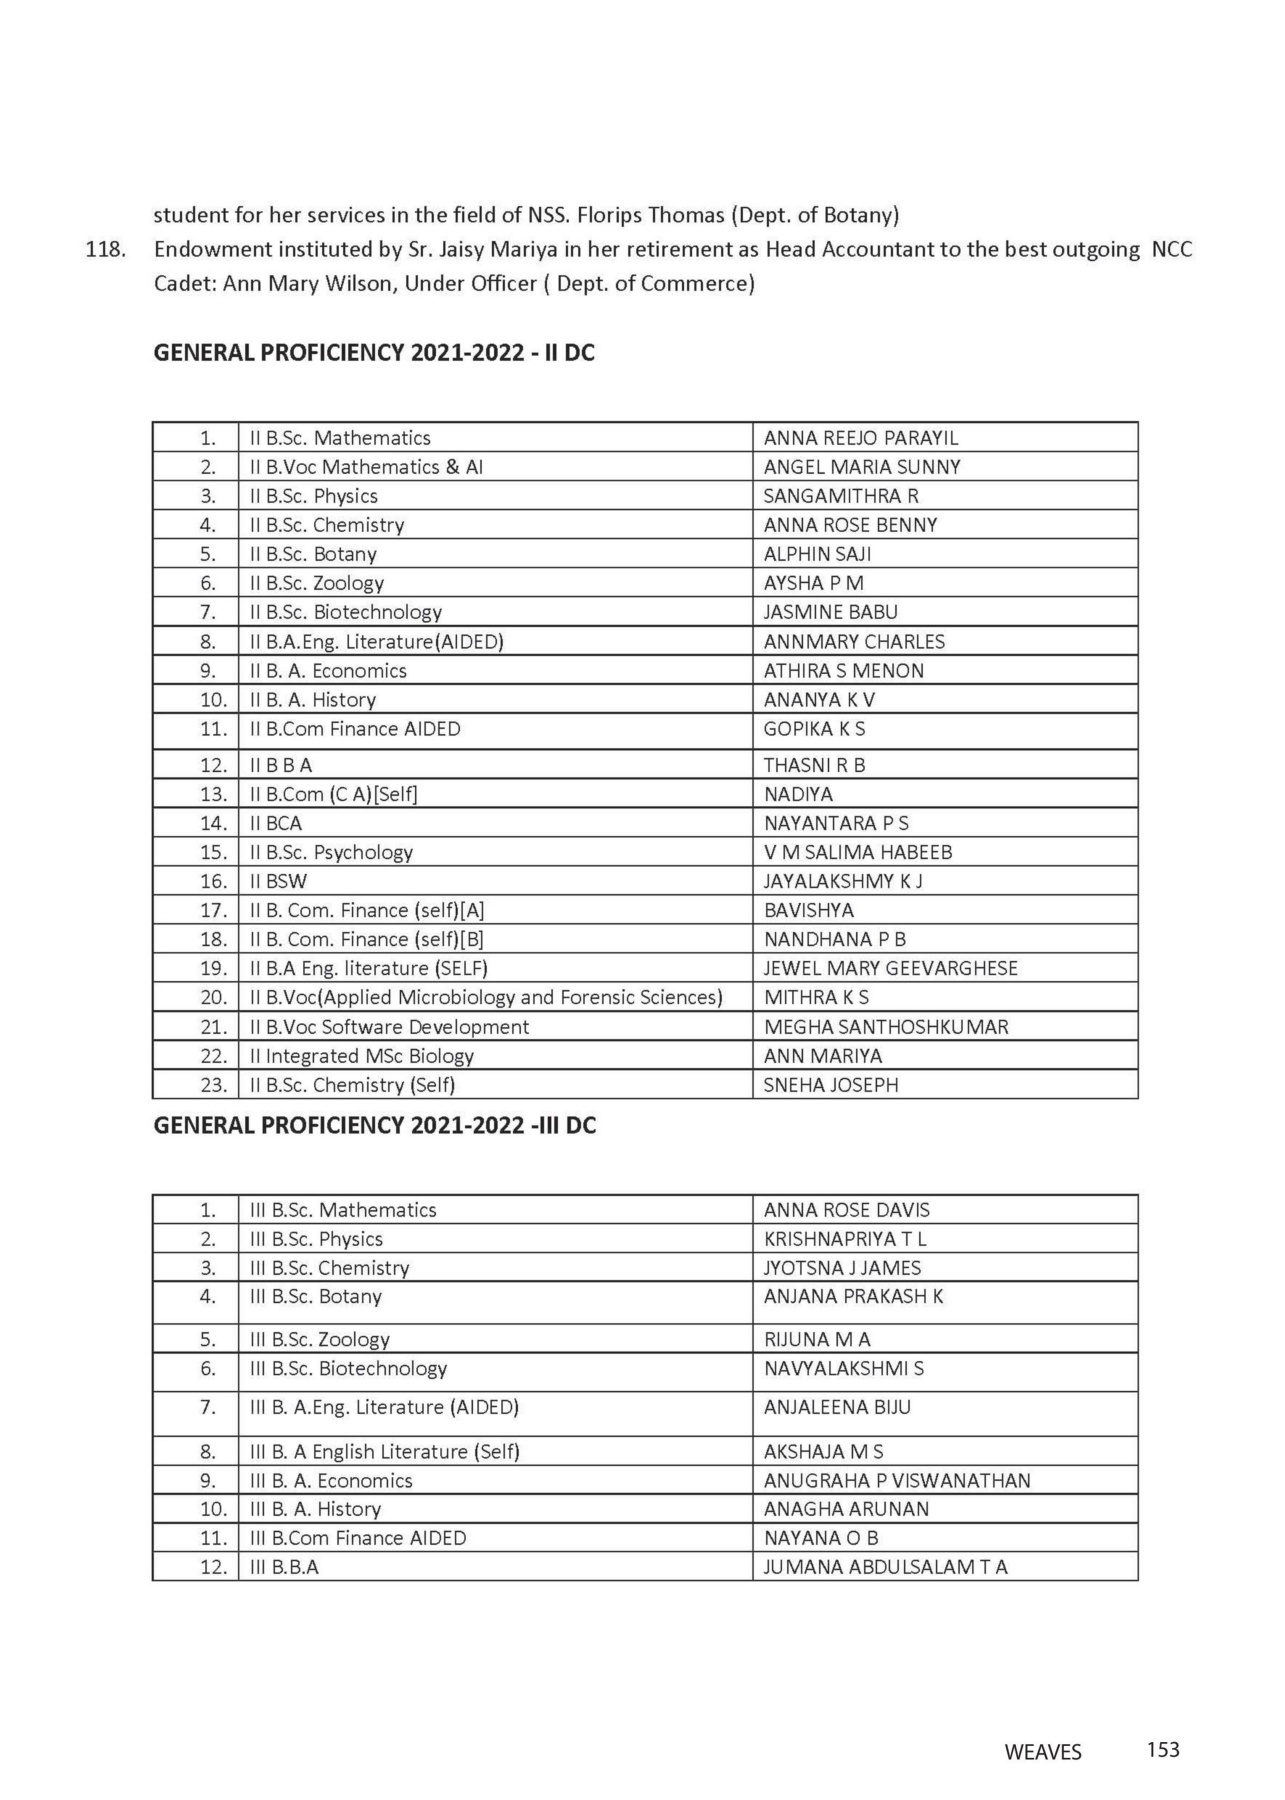 student for her services in the field of NSS. Florips Thomas (Dept. of Botany)
118. Endowment instituted by Sr. Jaisy Mariya in her retirement as Head Accountant to the best outgoing NCC
Cadet: Ann Mary Wilson, Under Officer ( Dept. of Commerce)
GENERAL PROFICIENCY 2021-2022 - II DC
1. II B.Sc. Mathematics ANNA REEJO PARAYIL
2. II B.Voc Mathematics & AI ANGEL MARIA SUNNY
3. II B.Sc. Physics SANGAMITHRA R
4. II B.Sc. Chemistry ANNA ROSE BENNY
5. II B.Sc. Botany ALPHIN SAJI
6. II B.Sc. Zoology AYSHA P M
7. II B.Sc. Biotechnology JASMINE BABU
8. II B.A.Eng. Literature(AIDED) ANNMARY CHARLES
9. II B. A. Economics ATHIRA S MENON
10. II B. A. History ANANYA K V
11. II B.Com Finance AIDED GOPIKA K S
12. II B B A THASNI R B
13. II B.Com (C A)[Self] NADIYA
14. II BCA NAYANTARA P S
15. II B.Sc. Psychology V M SALIMA HABEEB
16. II BSW JAYALAKSHMY K J
17. II B. Com. Finance (self)[A] BAVISHYA
18. II B. Com. Finance (self)[B] NANDHANA P B
19. II B.A Eng. literature (SELF) JEWEL MARY GEEVARGHESE
20. II B.Voc(Applied Microbiology and Forensic Sciences) MITHRA K S
21. II B.Voc Software Development MEGHA SANTHOSHKUMAR
22. II Integrated MSc Biology ANN MARIYA
23. II B.Sc. Chemistry (Self) SNEHA JOSEPH
GENERAL PROFICIENCY 2021-2022 -III DC
1. III B.Sc. Mathematics ANNA ROSE DAVIS
2. III B.Sc. Physics KRISHNAPRIYA T L
3. III B.Sc. Chemistry JYOTSNA J JAMES
4. III B.Sc. Botany ANJANA PRAKASH K
5. III B.Sc. Zoology RIJUNA M A
6. III B.Sc. Biotechnology NAVYALAKSHMI S
7. III B. A.Eng. Literature (AIDED) ANJALEENA BIJU
8. III B. A English Literature (Self) AKSHAJA M S
9. III B. A. Economics ANUGRAHA P VISWANATHAN
10. III B. A. History ANAGHA ARUNAN
11. III B.Com Finance AIDED NAYANA O B
12. III B.B.A JUMANA ABDULSALAM T A
WEAVES 153